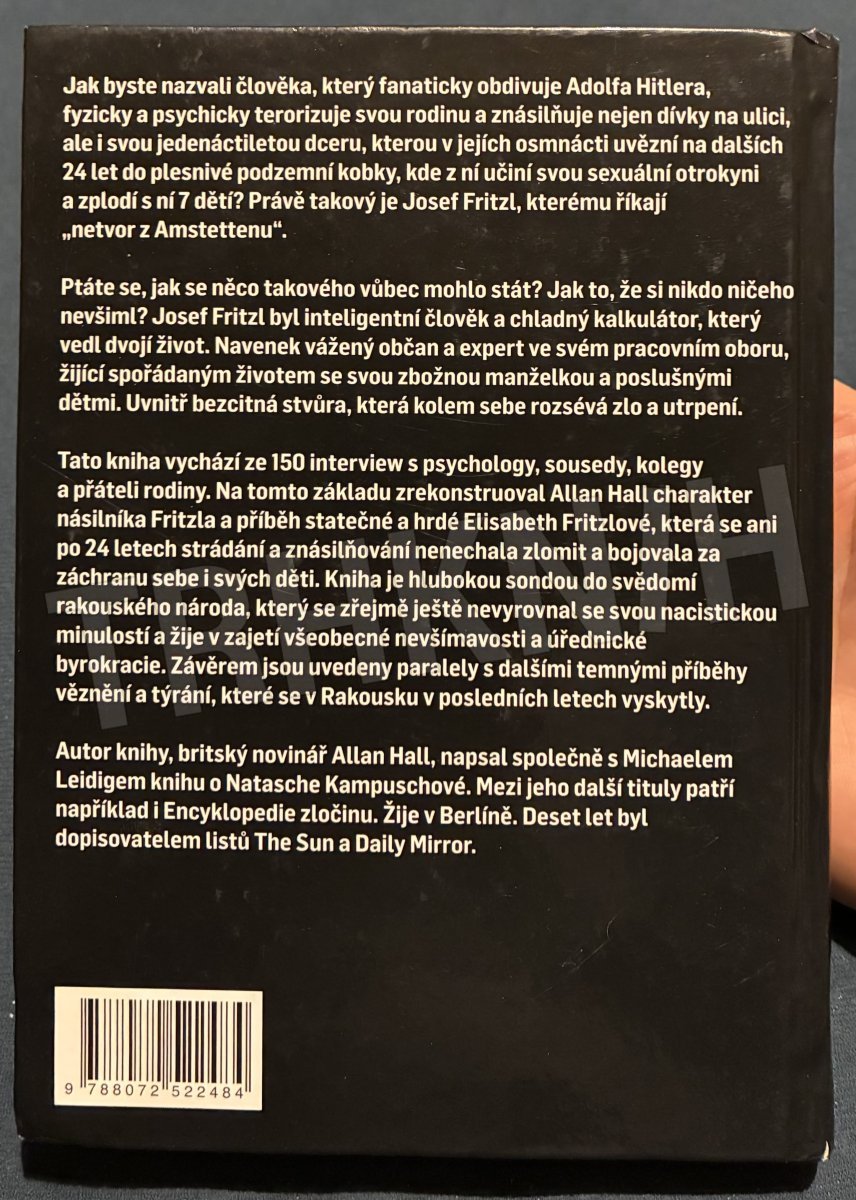 Jak byste nazvali člověka, který fanaticky obdivuje Adolfa Hitlera,
fyzicky a psychicky terorizuje svou rodinu a znásilňuje nejen dívky na ulici,
ale i svou jedenáctiletou dceru, kterou v jejích osmnácti uvězní na dalších
24 let do plesnivé podzemní kobky, kde z ní učiní svou sexuální otrokyni
a zplodí s ní 7 dětí? Právě takový je Josef Fritzl, kterému říkají
„netvor z Amstettenu“.
Ptáte se, jak se něco takového vůbec mohlo stát? Jak to, že si nikdo ničeho
nevšiml? Josef Fritzl byl inteligentní člověk a chladný kalkulátor, který
vedl dvojí život. Navenek vážený občan a expert ve svém pracovním oboru,
žijící spořádaným životem se svou zbožnou manželkou a poslušnými
dětmi. Uvnitř bezcitná stvůra, která kolem sebe rozsévá zlo a utrpení.
Tato kniha vychází ze 150 interview s psychology, sousedy, kolegy
a přáteli rodiny. Na tomto základu zrekonstruoval Allan Hall charakter
násilníka Fritzla a příběh statečné a hrdé Elisabeth Fritzlové, která se ani
po 24 letech strádání a znásilňování nenechala zlomit a bojovala za
záchranu sebe i svých děti. Kniha je hlubokou sondou do svědomí
rakouského národa, který se zřejmě ještě nevyrovnal se svou nacistickou
minulostí a žije v zajetí všeobecné nevšímavosti a úřednické
byrokracie. Závěrem jsou uvedeny paralely s dalšími temnými příběhy
věznění a týrání, které se v Rakousku v posledních letech vyskytly.
Autor knihy, britský novinář Allan Hall, napsal společně s Michaelem
Leidigem knihu o Natasche Kampuschové. Mezi jeho další tituly patří
například i Encyklopedie zločinu. Žije v Berlíně. Deset let byl
dopisovatelem listů The Sun a Daily Mirror.
9 788072 522484